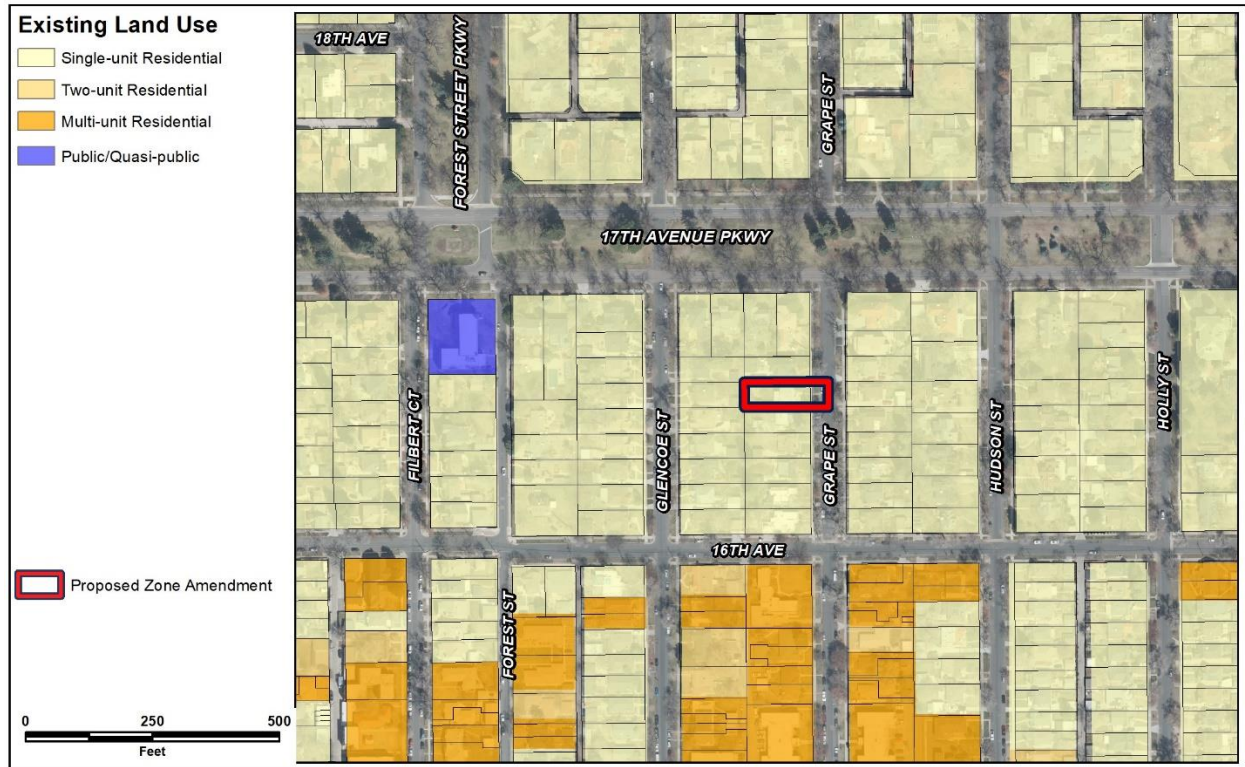 Existing Land Use
Single-unit Residential
Two-unit Residential
Multi-unit Residential
Public/Quasi-public
Proposed Zone Amendment
0 250 500
Feet
18TH AVE
FOREST STREET PKWY
GRAPE ST
17TH AVENUE PKWY
FILBERT CT
GLENCOE ST
GRAPE ST
HUDSON ST
HOLLY ST
16TH AVE
FOREST ST